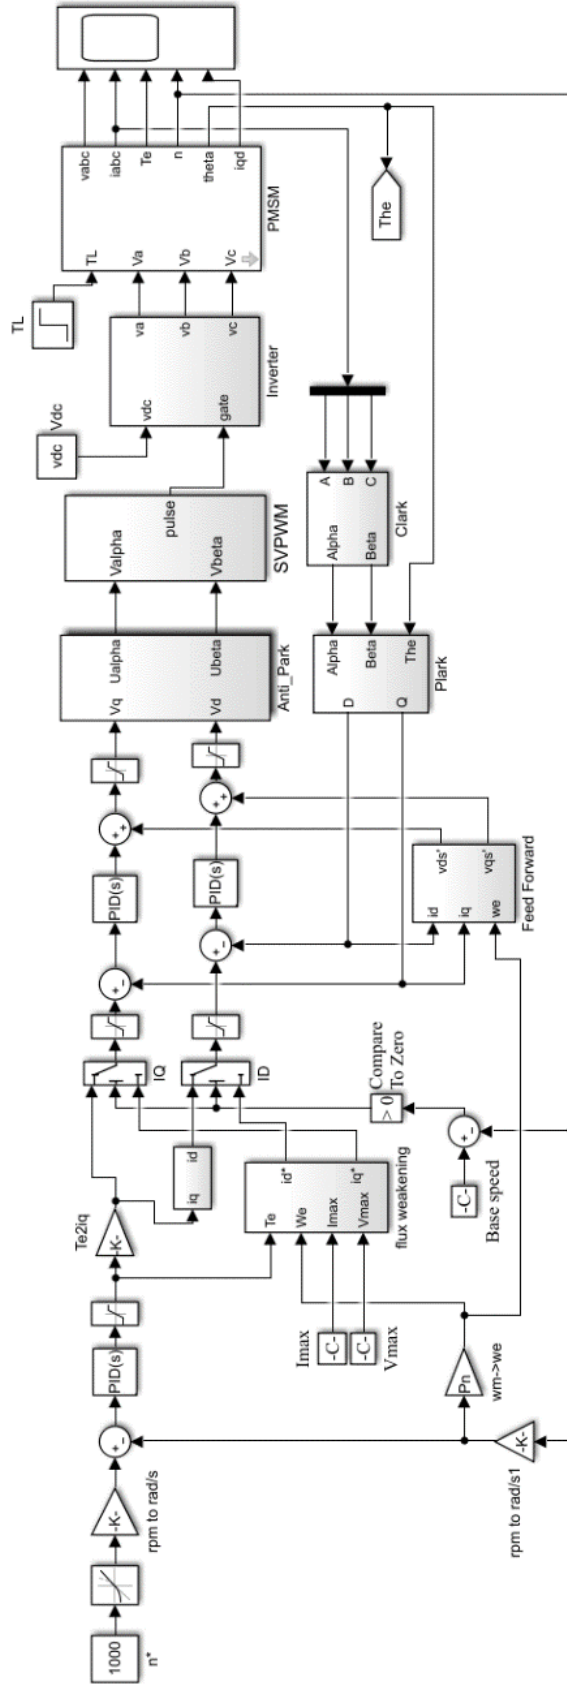 1000
n*
-K-
rpm to rad/s
+
-
PID(s)
-K-
Te2iq
iq
id
Te
We
Imax
Vmax
id*
iq*
flux weakening
Imax
-C-
-C-
Vmax
Pn
wm->we
-K-
rpm to rad/s1
IQ
ID
> 0
Compare
To Zero
+
-
-C-
Base speed
+
-
PID(s)
+
+
+
-
PID(s)
+
+
id
iq
we
vds'
vqs'
Feed Forward
Vq
Vd
Ualpha
Ubeta
Anti_Park
Valpha
Vbeta
pulse
SVPWM
vdc
Vdc
vdc
gate
va
vb
vc
Inverter
TL
TL
Va
Vb
Vc
vabc
iabc
Te
n
theta
iqd
PMSM
The
A
B
C
Alpha
Beta
Clark
Alpha
Beta
The
D
Q
Plark